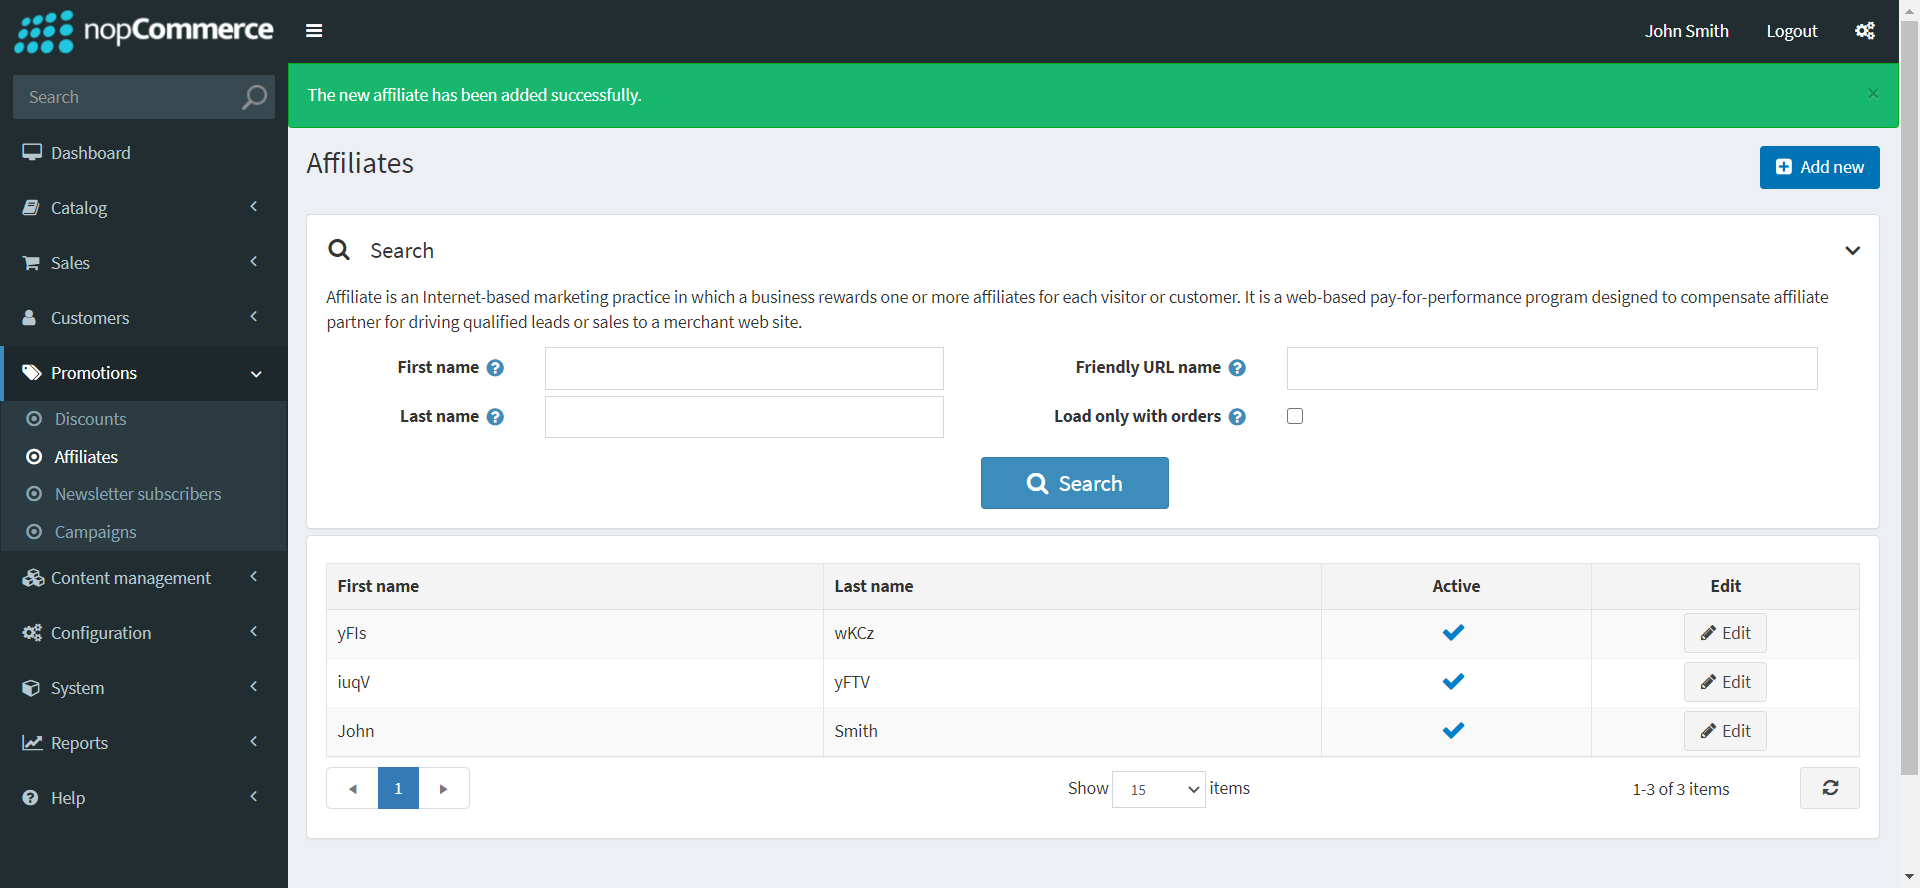 nopCommerce
John Smith
Logout
Search
The new affiliate has been added successfully.
×
Dashboard
Catalog
Sales
Customers
Promotions
Discounts
Affiliates
Newsletter subscribers
Campaigns
Content management
Configuration
System
Reports
Help
Affiliates
Add new
Search
Affiliate is an Internet-based marketing practice in which a business rewards one or more affiliates for each visitor or customer. It is a web-based pay-for-performance program designed to compensate affiliate
partner for driving qualified leads or sales to a merchant web site.
First name ?
Friendly URL name ?
Last name ?
Load only with orders ?
Search
First name Last name Active Edit
yFIs wKCz Edit
iuqV yFTV Edit
John Smith Edit
1
Show 15 items
1-3 of 3 items